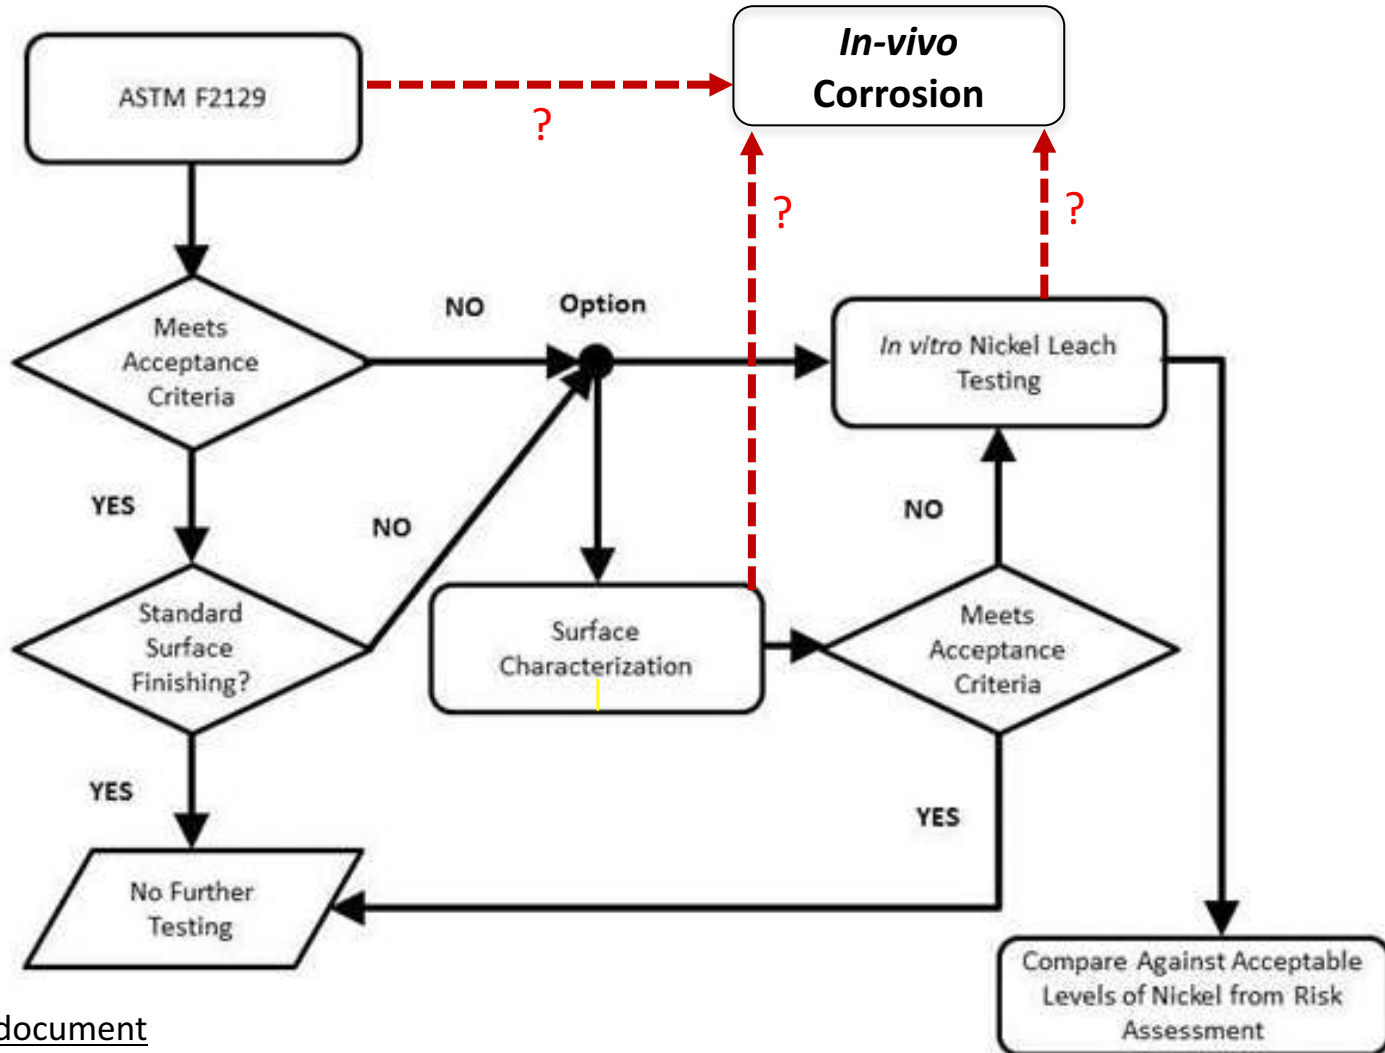 In-vivo
Corrosion
ASTM F2129
?
?
?
NO
Option
Meets
Acceptance
Criteria
In vitro Nickel Leach
Testing
YES
NO
NO
Standard
Surface
Finishing?
Surface
Characterization
Meets
Acceptance
Criteria
YES
YES
No Further
Testing
Compare Against Acceptable
Levels of Nickel from Risk
Assessment
document